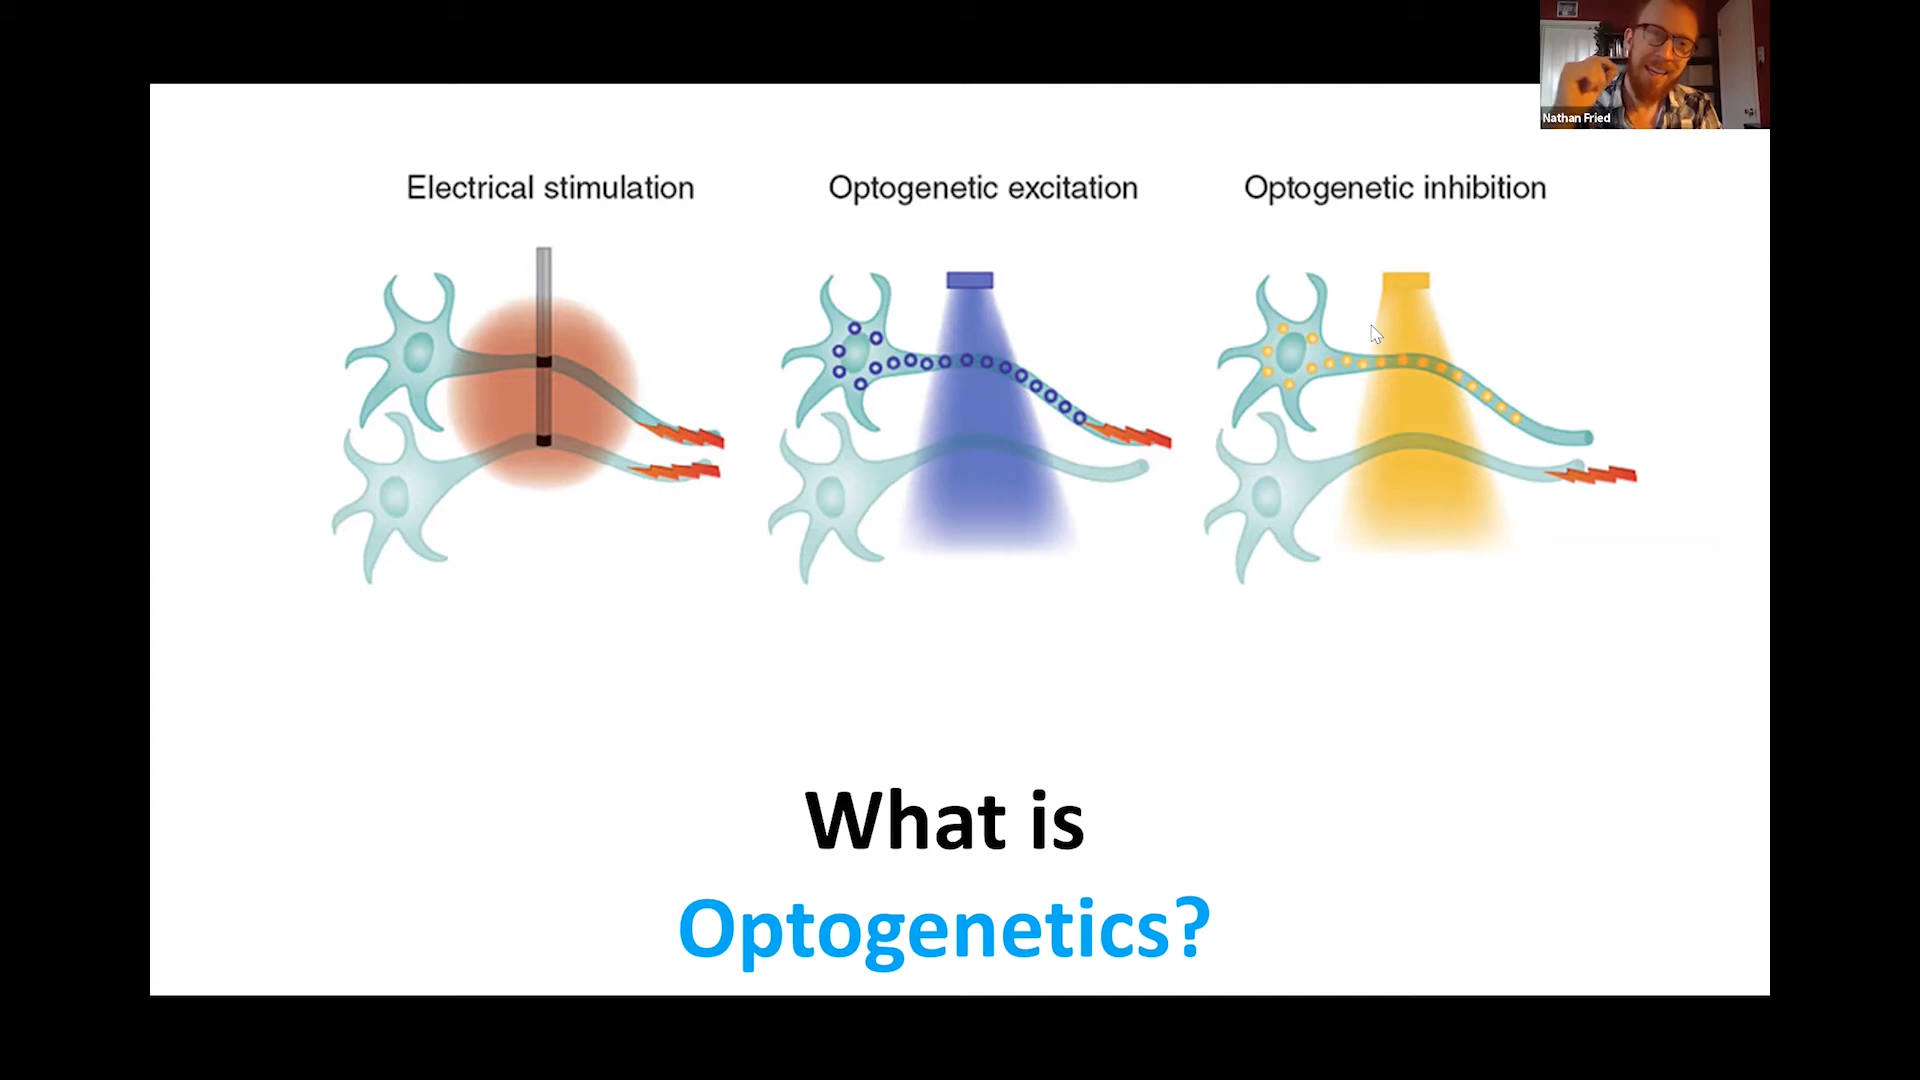 Nathan Fried
Electrical stimulation
Optogenetic excitation
Optogenetic inhibition
What is
Optogenetics?